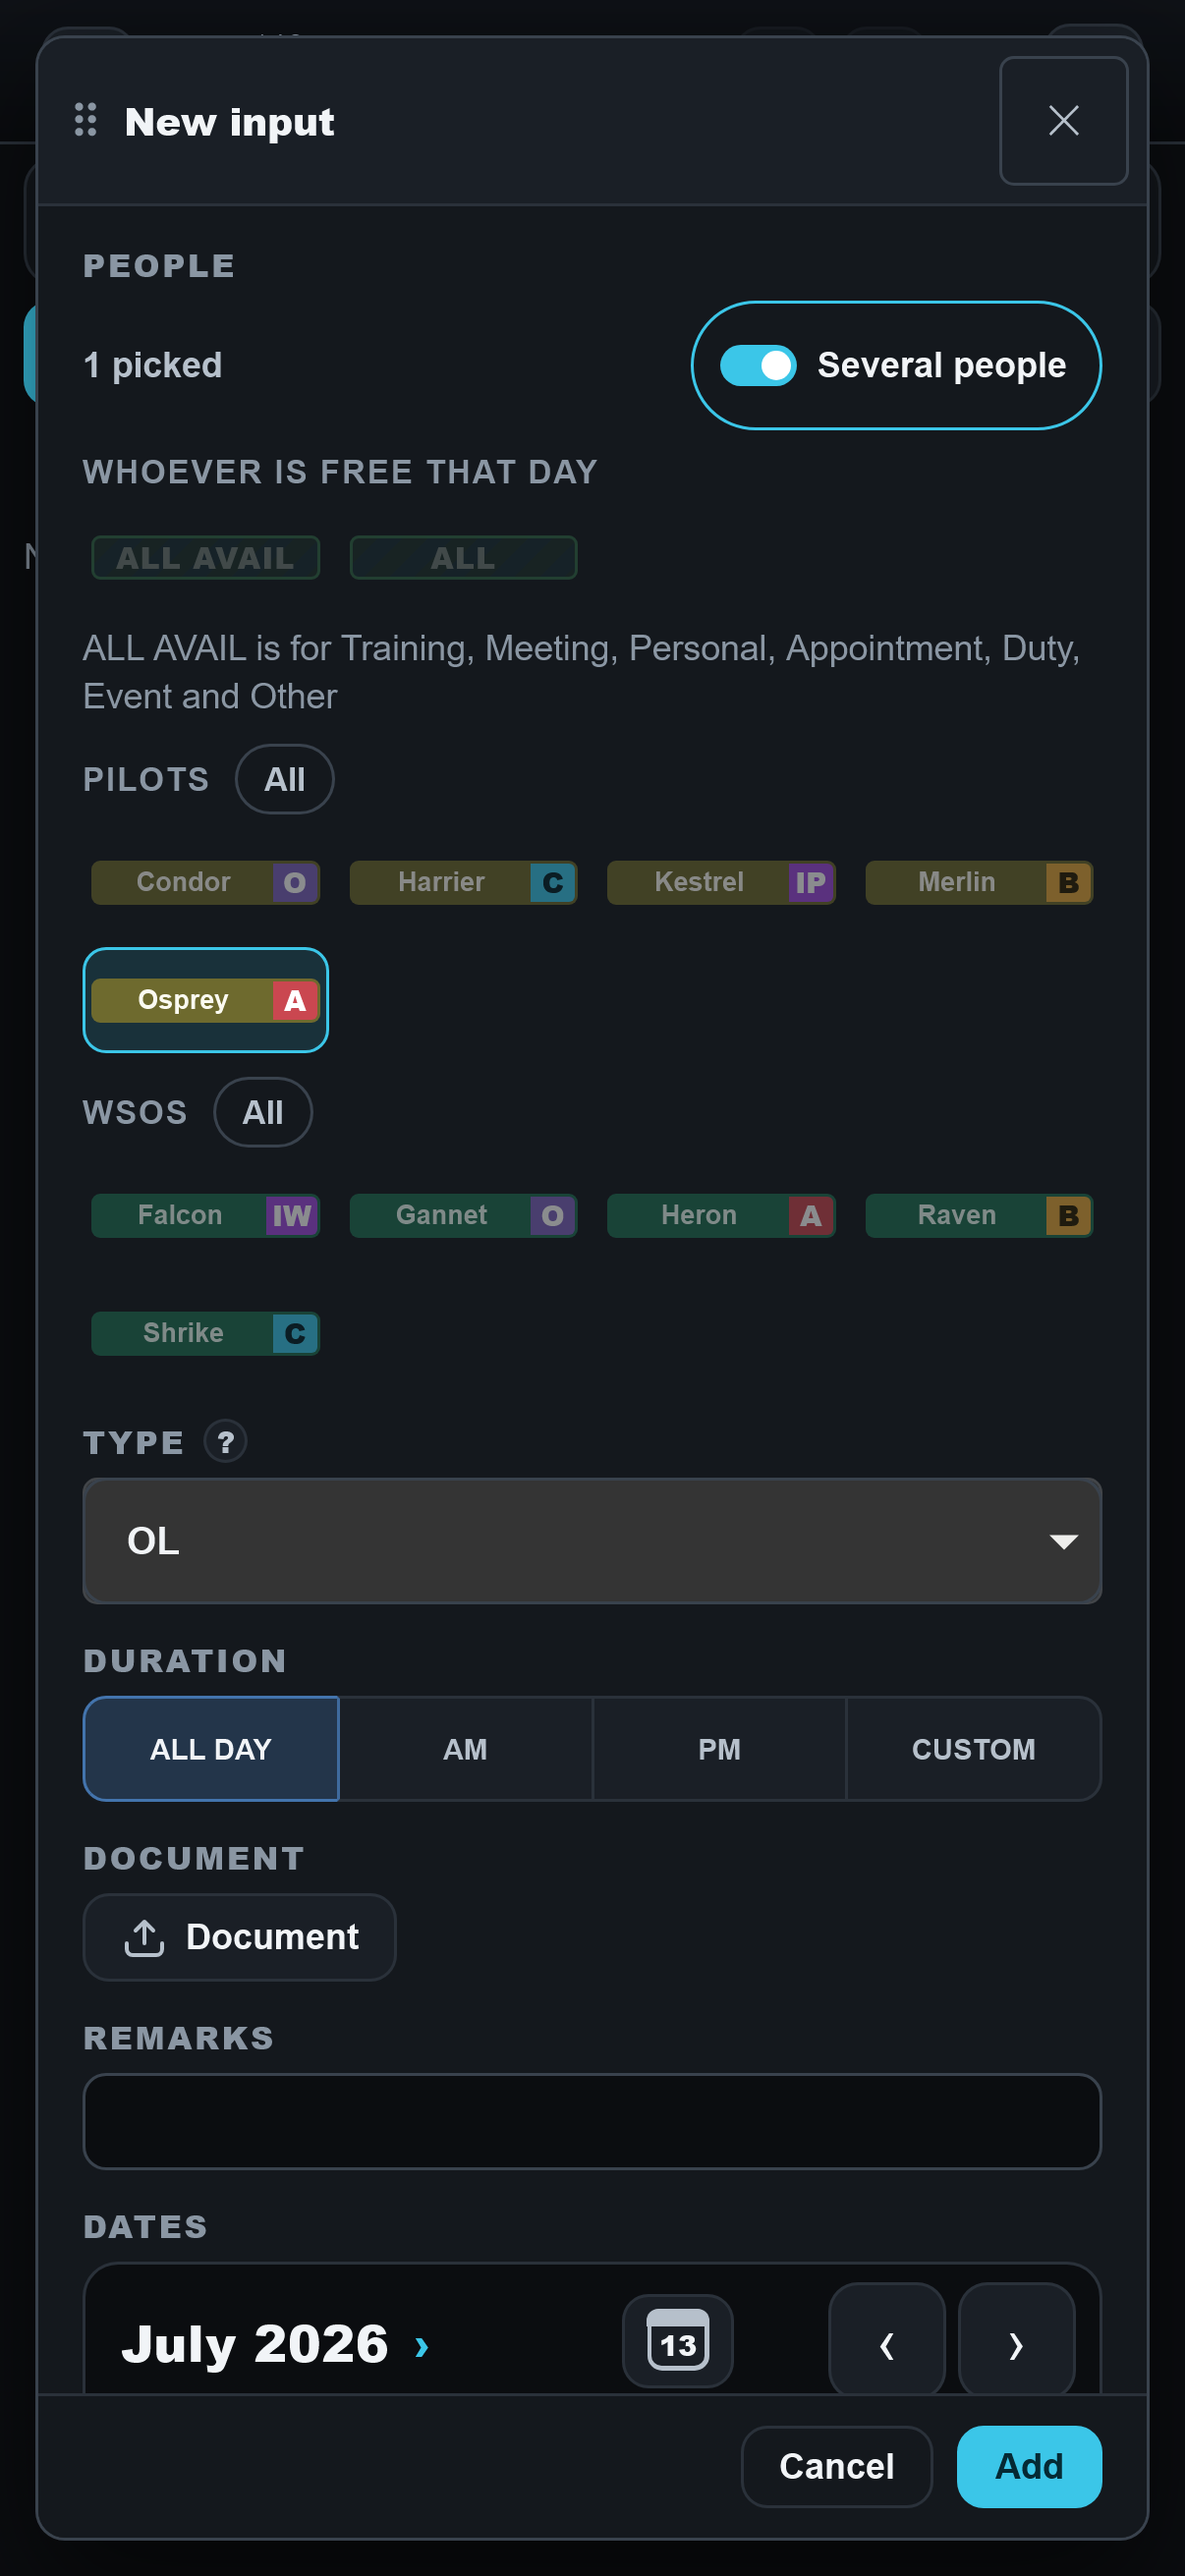 New input
PEOPLE
1 picked
Several people
WHOEVER IS FREE THAT DAY
ALL AVAIL
ALL
ALL AVAIL is for Training, Meeting, Personal, Appointment, Duty,
Event and Other
PILOTS All
Condor O
Harrier C
Kestrel IP
Merlin B
Osprey A
WSOS All
Falcon IW
Gannet O
Heron A
Raven B
Shrike C
TYPE ?
OL
DURATION
ALL DAY
AM
PM
CUSTOM
DOCUMENT
Document
REMARKS
DATES
July 2026 ›
13
‹ ›
Cancel
Add